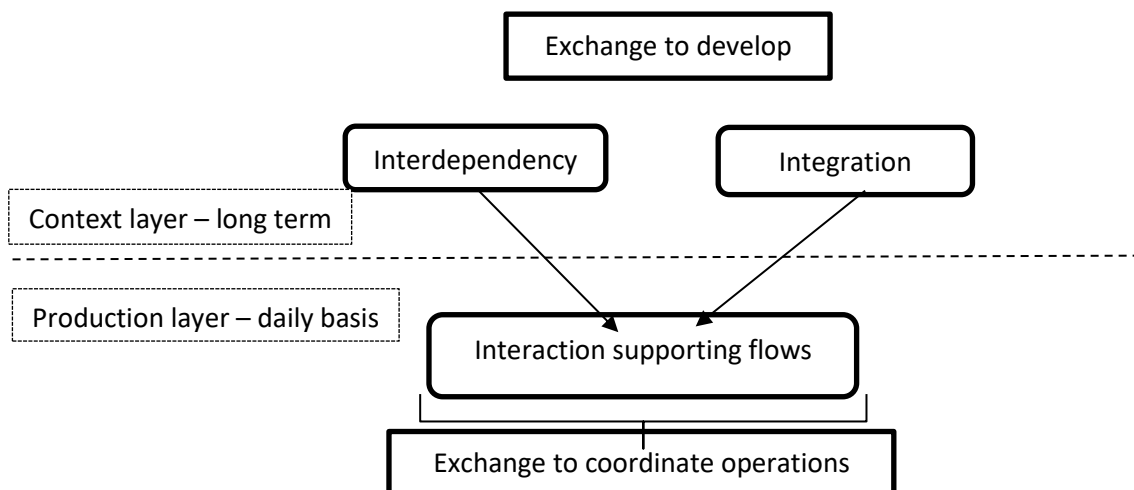 Exchange to develop
Interdependency
Integration
Context layer – long term
Production layer – daily basis
Interaction supporting flows
Exchange to coordinate operations